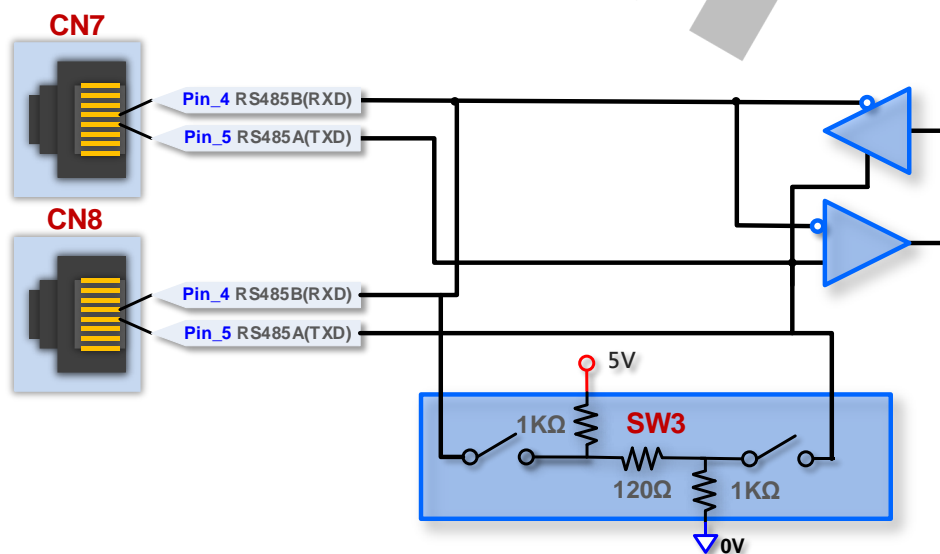 CN7
Pin_4 RS485B(RXD)
Pin_5 RS485A(TXD)
CN8
Pin_4 RS485B(RXD)
Pin_5 RS485A(TXD)
5V
1KΩ
SW3
120Ω
1KΩ
0V